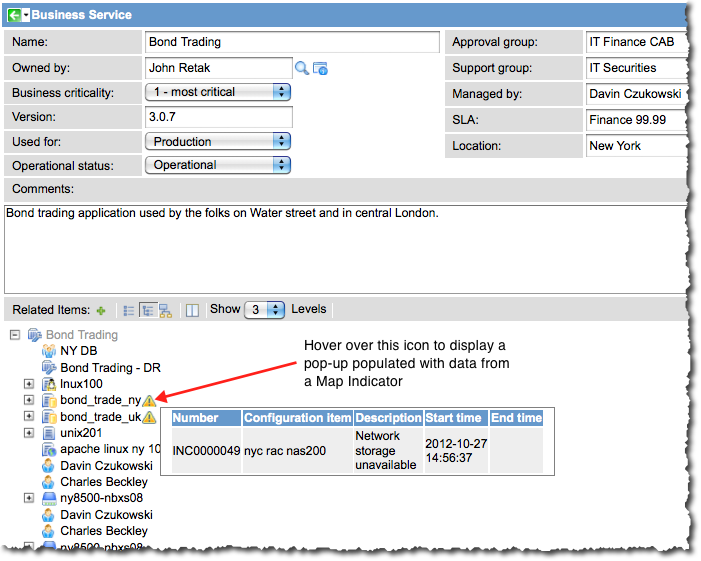 Business Service
Name: Bond Trading Approval group: IT Finance CAB
Owned by: John Retak Support group: IT Securities
Business criticality: 1 - most critical Managed by: Davin Czukowski
Version: 3.0.7 SLA: Finance 99.99
Used for: Production Location: New York
Operational status: Operational
Comments:
Bond trading application used by the folks on Water street and in central London.
Related Items: Show 3 Levels
Bond Trading
NY DB
Bond Trading - DR
lnux100
bond_trade_ny
bond_trade_uk
unix201
apache linux ny 10
Davin Czukowski
Charles Beckley
ny8500-nbxs08
Davin Czukowski
Charles Beckley
ny8500-nbxs08
Hover over this icon to display a
pop-up populated with data from
a Map Indicator
Number Configuration item Description Start time End time
INC0000049 nyc rac nas200 Network storage unavailable 2012-10-27 14:56:37